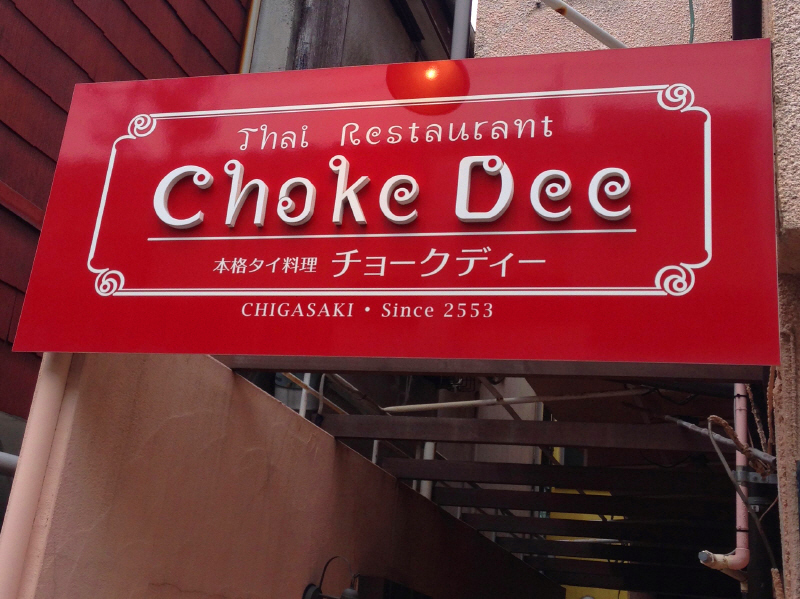 Thai Restaurant
Choke Dee
本格タイ料理 チョークディー
CHIGASAKI • Since 2553